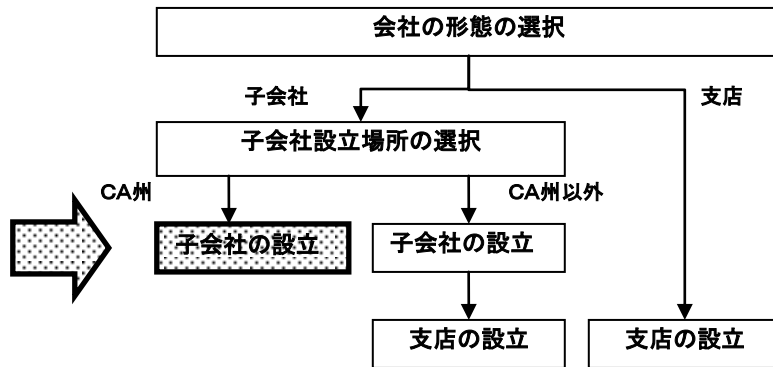 会社の形態の選択
子会社
支店
子会社設立場所の選択
CA州
CA州以外
子会社の設立
子会社の設立
支店の設立
支店の設立